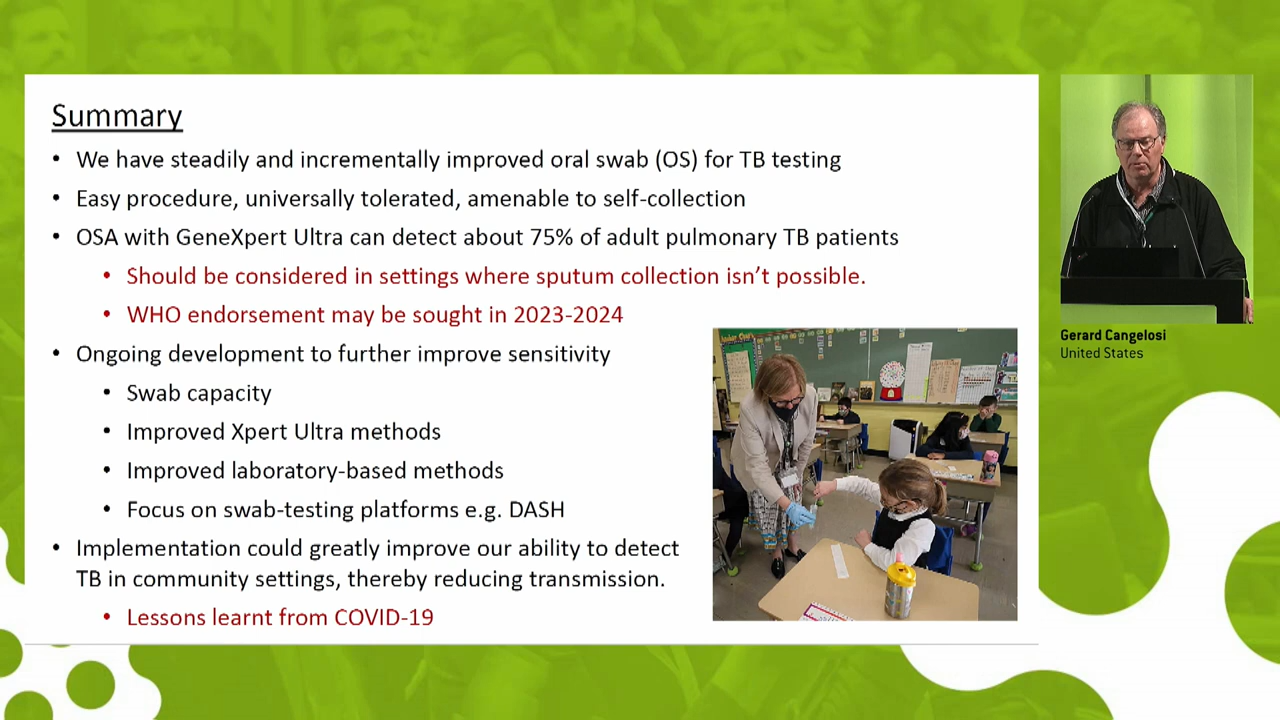 Summary
• We have steadily and incrementally improved oral swab (OS) for TB testing
• Easy procedure, universally tolerated, amenable to self-collection
• OSA with GeneXpert Ultra can detect about 75% of adult pulmonary TB patients
• Should be considered in settings where sputum collection isn't possible.
• WHO endorsement may be sought in 2023-2024
• Ongoing development to further improve sensitivity
• Swab capacity
• Improved Xpert Ultra methods
• Improved laboratory-based methods
• Focus on swab-testing platforms e.g. DASH
• Implementation could greatly improve our ability to detect
TB in community settings, thereby reducing transmission.
• Lessons learnt from COVID-19
Gerard Cangelosi
United States